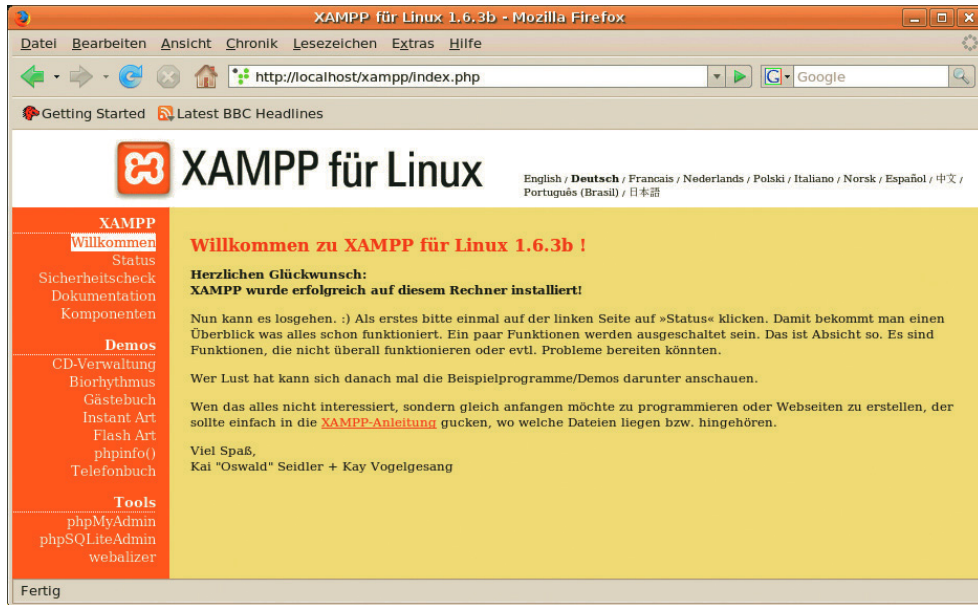 XAMPP für Linux 1.6.3b - Mozilla Firefox
Datei Bearbeiten Ansicht Chronik Lesezeichen Extras Hilfe
http://localhost/xampp/index.php
G Google
Getting Started Latest BBC Headlines
XAMPP für Linux
English / Deutsch / Francais / Nederlands / Polski / Italiano / Norsk / Español / 中文 /
Português (Brasil) / 日本語
XAMPP
Willkommen
Status
Sicherheitscheck
Dokumentation
Komponenten
Demos
CD-Verwaltung
Biorhythmus
Gästebuch
Instant Art
Flash Art
phpinfo()
Telefonbuch
Tools
phpMyAdmin
phpSQLiteAdmin
webalizer
Willkommen zu XAMPP für Linux 1.6.3b !
Herzlichen Glückwunsch:
XAMPP wurde erfolgreich auf diesem Rechner installiert!
Nun kann es losgehen. :) Als erstes bitte einmal auf der linken Seite auf »Status« klicken. Damit bekommt man einen
Überblick was alles schon funktioniert. Ein paar Funktionen werden ausgeschaltet sein. Das ist Absicht so. Es sind
Funktionen, die nicht überall funktionieren oder evtl. Probleme bereiten könnten.
Wer Lust hat kann sich danach mal die Beispielprogramme/Demos darunter anschauen.
Wen das alles nicht interessiert, sondern gleich anfangen möchte zu programmieren oder Webseiten zu erstellen, der
sollte einfach in die XAMPP-Anleitung gucken, wo welche Dateien liegen bzw. hingehören.
Viel Spaß,
Kai "Oswald" Seidler + Kay Vogelgesang
Fertig